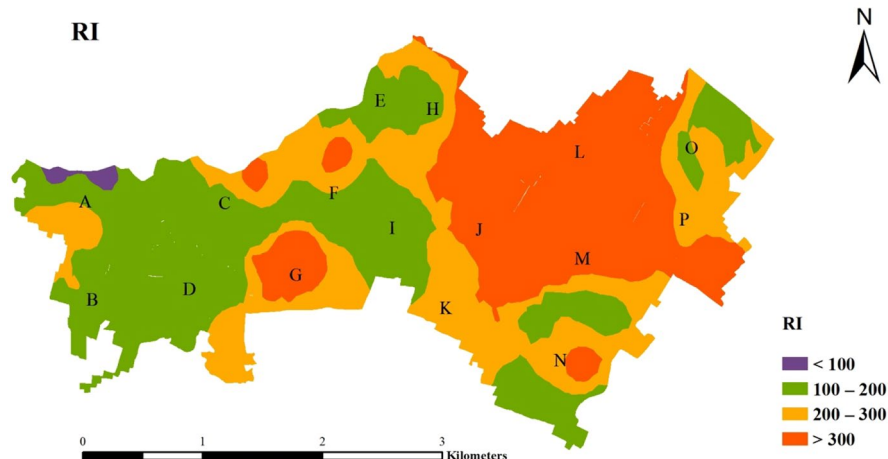 RI
N
E
H
L
O
A
C
F
P
I
J
G
M
B
D
K
N
RI
< 100
100 – 200
200 – 300
> 300
0 1 2 3
Kilometers